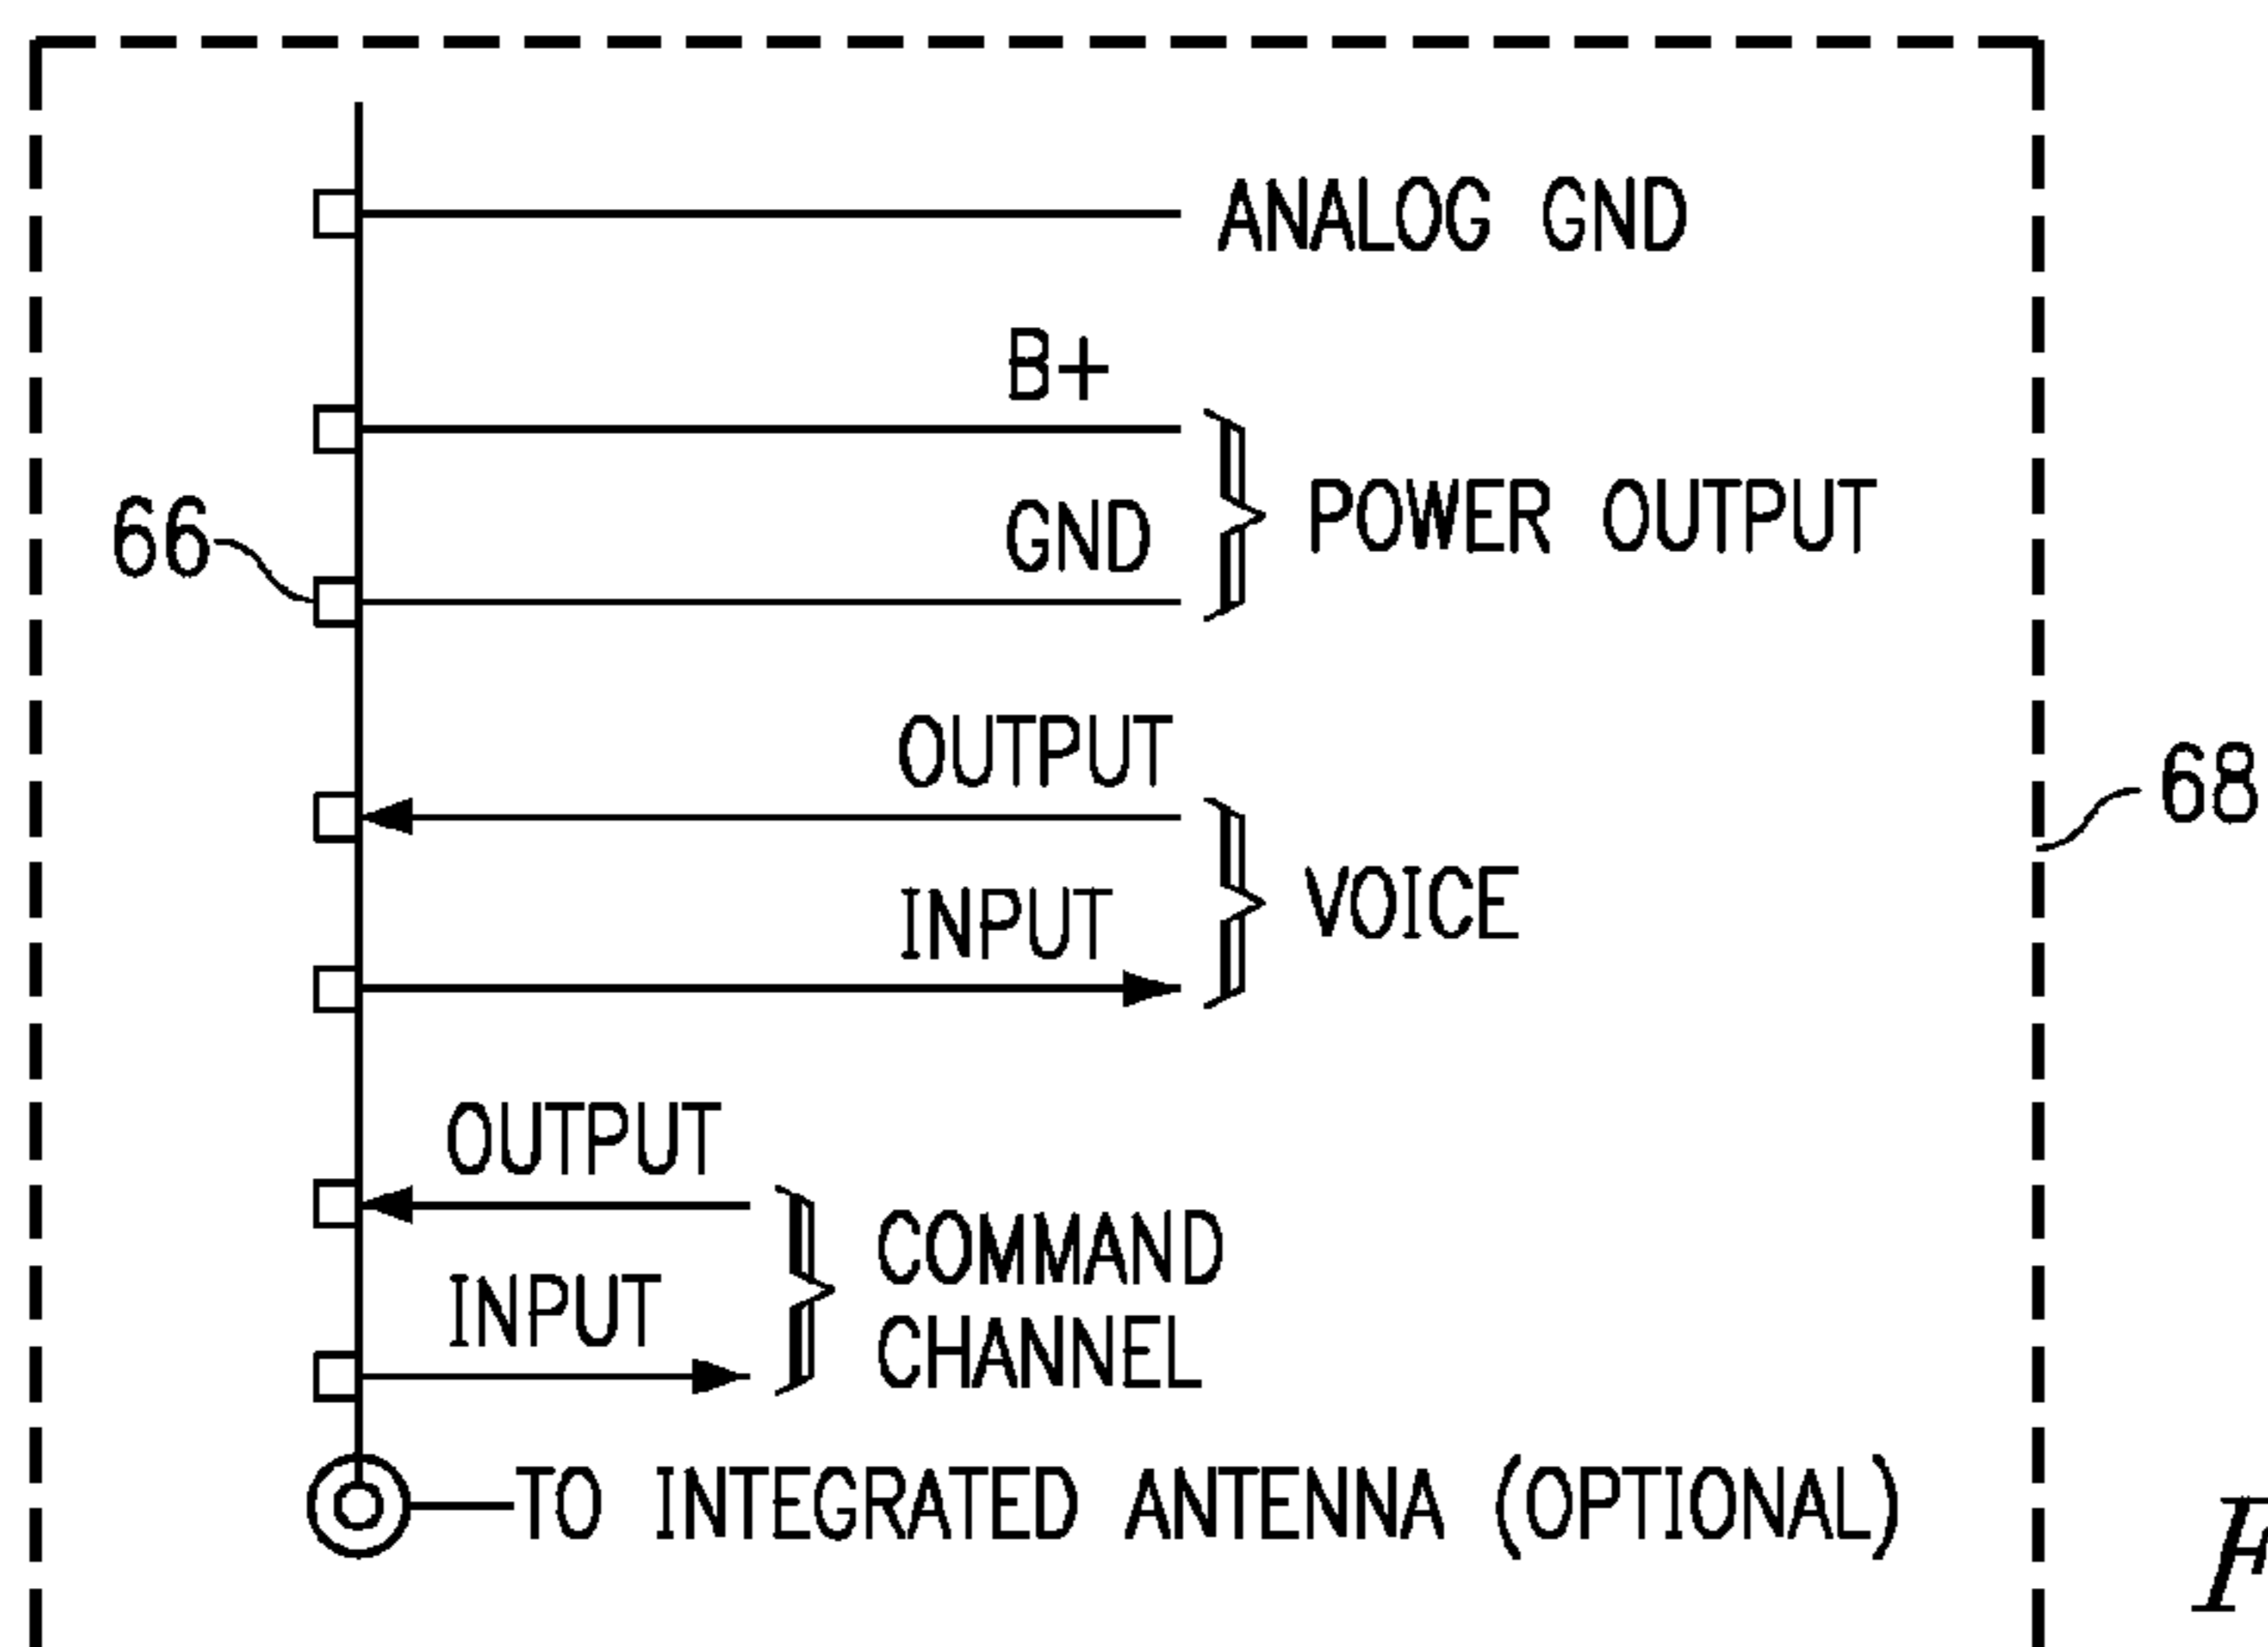 ANALOG GND
B+
GND
POWER OUTPUT
66
OUTPUT
INPUT
VOICE
68
OUTPUT
INPUT
COMMAND
CHANNEL
TO INTEGRATED ANTENNA (OPTIONAL)